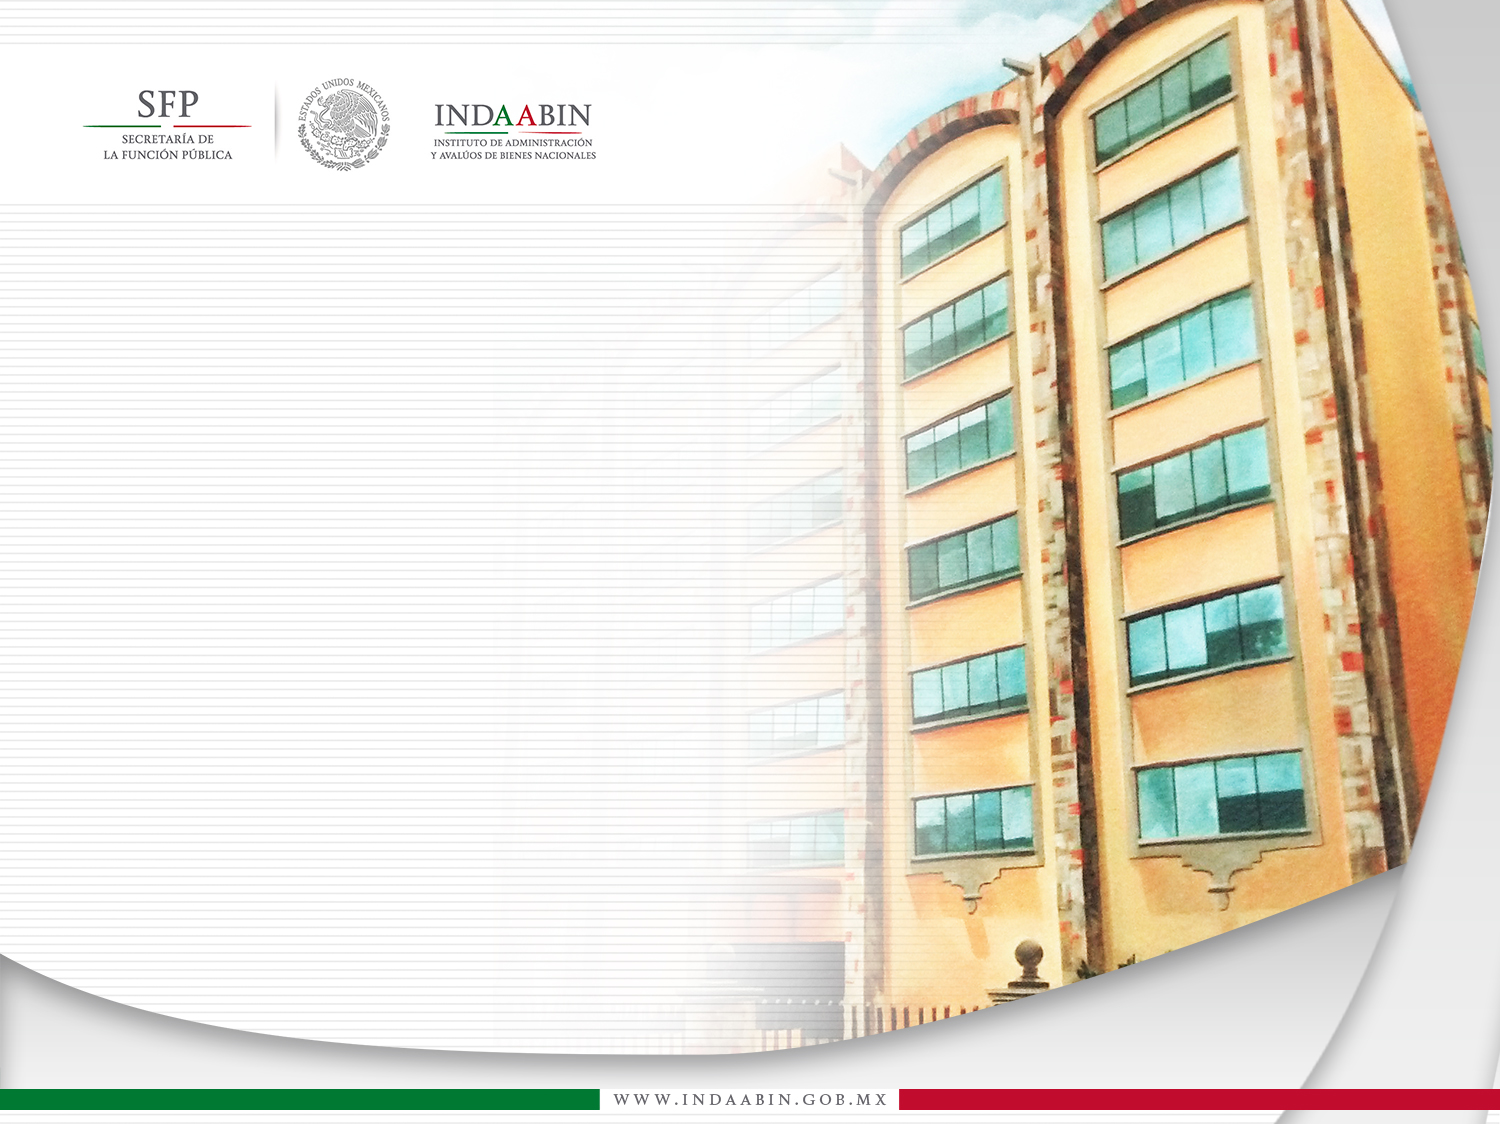 SFP
SECRETARÍA DE
LA FUNCIÓN PÚBLICA
ESTADOS UNIDOS MEXICANOS
INDAABIN
INSTITUTO DE ADMINISTRACIÓN
Y AVALÚOS DE BIENES NACIONALES
WWW.INDAABIN.GOB.MX